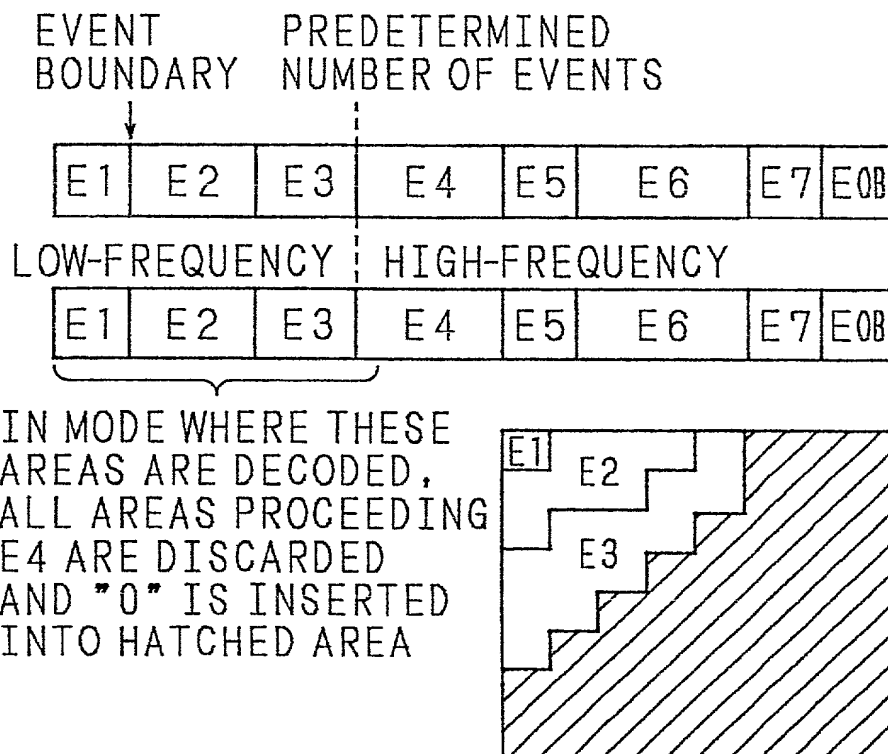 EVENT
BOUNDARY
PREDETERMINED
NUMBER OF EVENTS
E1 E2 E3 E4 E5 E6 E7 EOB
LOW-FREQUENCY HIGH-FREQUENCY
E1 E2 E3 E4 E5 E6 E7 EOB
IN MODE WHERE THESE
AREAS ARE DECODED,
ALL AREAS PROCEEDING
E4 ARE DISCARDED
AND "0" IS INSERTED
INTO HATCHED AREA
E1
E2
E3